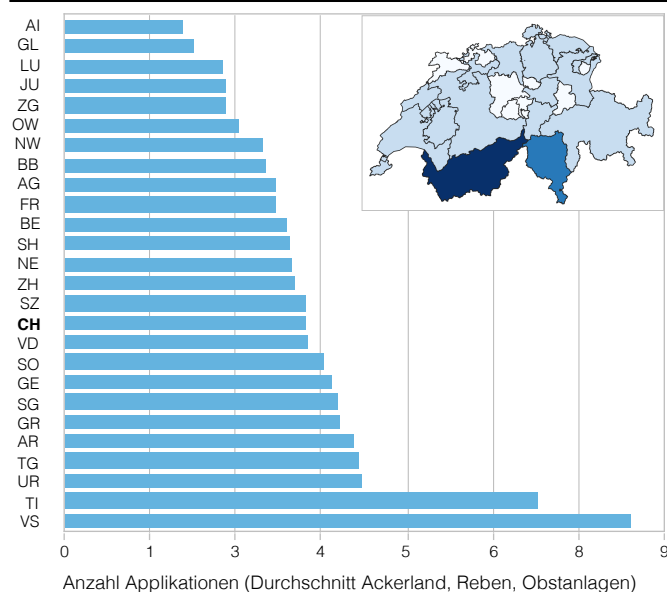 AI
GL
LU
JU
ZG
OW
NW
BB
AG
FR
BE
SH
NE
ZH
SZ
CH
VD
SO
GE
SG
GR
AR
TG
UR
TI
VS
0 1 3 4 5 6 8 9
Anzahl Applikationen (Durchschnitt Ackerland, Reben, Obstanlagen)